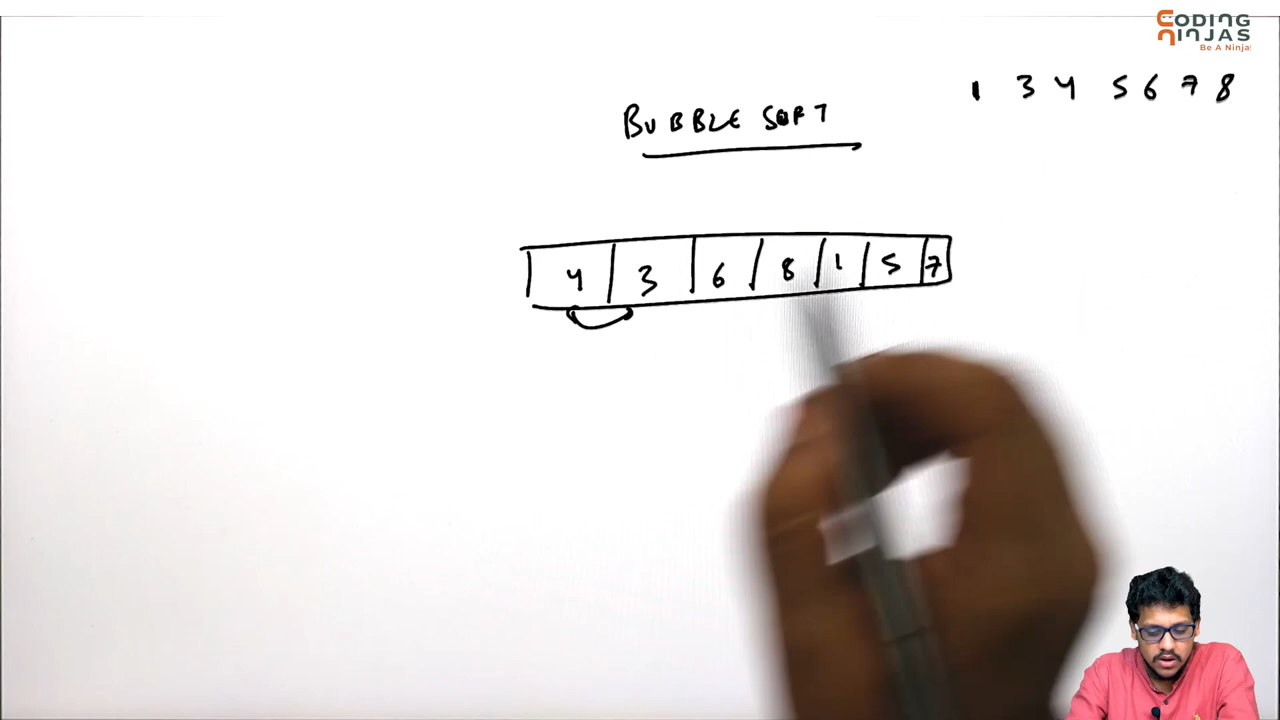 CODING
NINJAS
Be A Ninja!
1 3 4 5 6 7 8
BUBBLE SORT
4 3 6 8 1 5 7